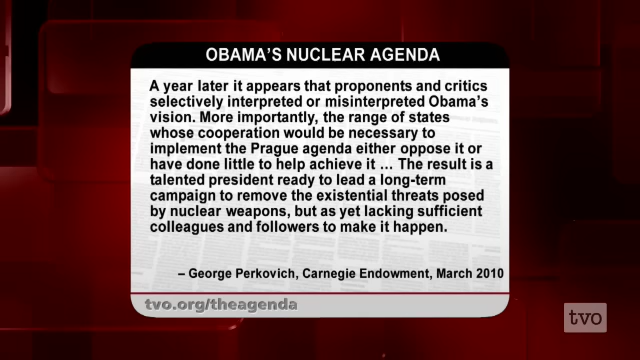 OBAMA'S NUCLEAR AGENDA
A year later it appears that proponents and critics
selectively interpreted or misinterpreted Obama's
vision. More importantly, the range of states
whose cooperation would be necessary to
implement the Prague agenda either oppose it or
have done little to help achieve it ... The result is a
talented president ready to lead a long-term
campaign to remove the existential threats posed
by nuclear weapons, but as yet lacking sufficient
colleagues and followers to make it happen.
– George Perkovich, Carnegie Endowment, March 2010
tvo.org/theagenda
tvo